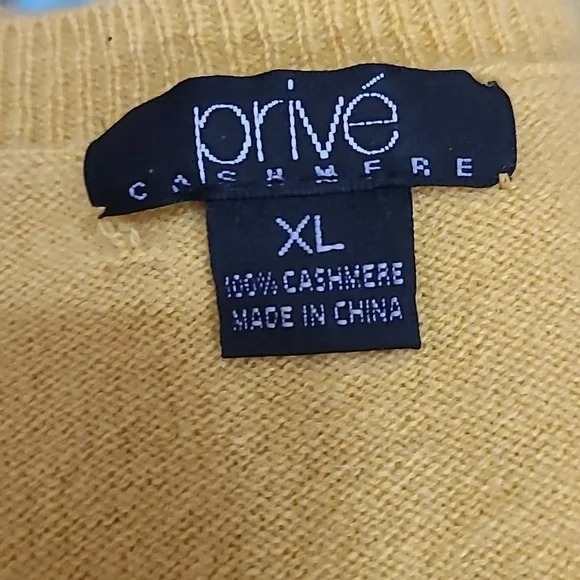 privé
CASHMERE
XL
100% CASHMERE
MADE IN CHINA